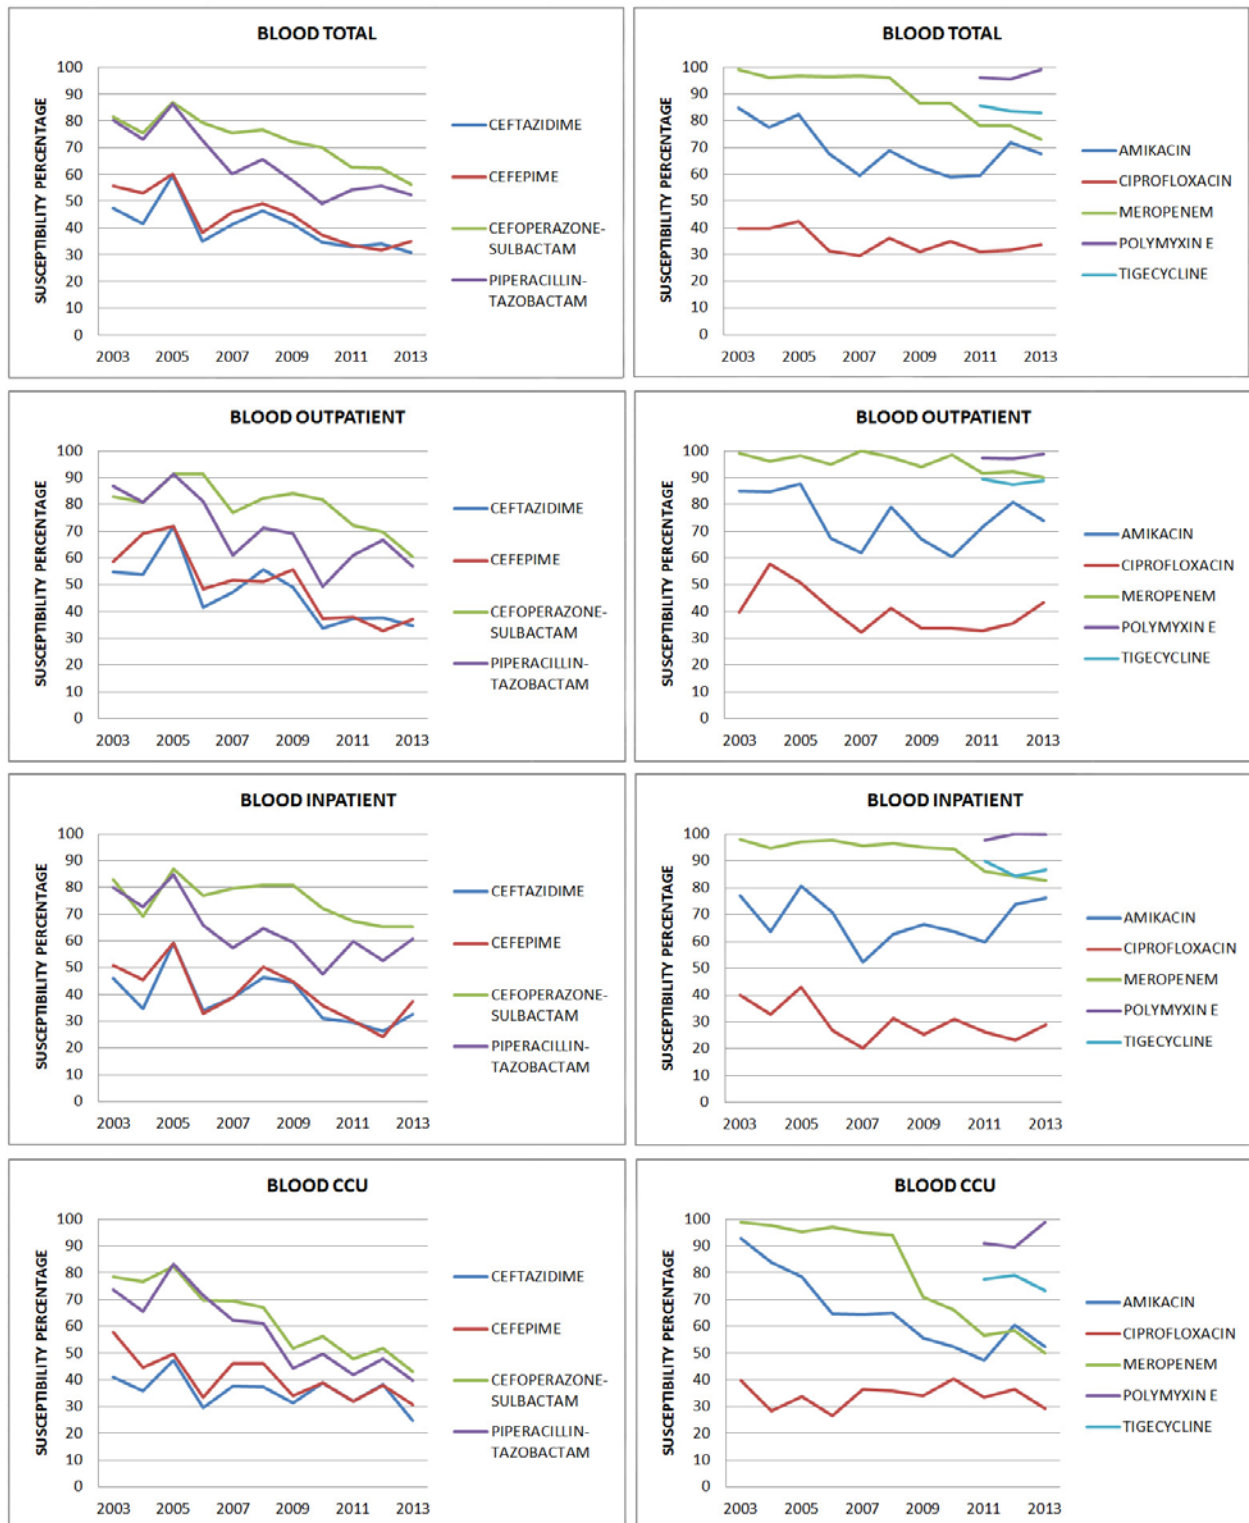 BLOOD TOTAL
SUSCEPTIBILITY PERCENTAGE
100
90
80
70
60
50
40
30
20
10
0
2003 2005 2007 2009 2011 2013
CEFTAZIDIME
CEFEPIME
CEFOPERAZONE-
SULBACTAM
PIPERACILLIN-
TAZOBACTAM
BLOOD TOTAL
SUSCEPTIBILITY PERCENTAGE
100
90
80
70
60
50
40
30
20
10
0
2003 2005 2007 2009 2011 2013
AMIKACIN
CIPROFLOXACIN
MEROPENEM
POLYMYXIN E
TIGECYCLINE
BLOOD OUTPATIENT
SUSCEPTIBILITY PERCENTAGE
100
90
80
70
60
50
40
30
20
10
0
2003 2005 2007 2009 2011 2013
CEFTAZIDIME
CEFEPIME
CEFOPERAZONE-
SULBACTAM
PIPERACILLIN-
TAZOBACTAM
BLOOD OUTPATIENT
SUSCEPTIBILITY PERCENTAGE
100
90
80
70
60
50
40
30
20
10
0
2003 2005 2007 2009 2011 2013
AMIKACIN
CIPROFLOXACIN
MEROPENEM
POLYMYXIN E
TIGECYCLINE
BLOOD INPATIENT
SUSCEPTIBILITY PERCENTAGE
100
90
80
70
60
50
40
30
20
10
0
2003 2005 2007 2009 2011 2013
CEFTAZIDIME
CEFEPIME
CEFOPERAZONE-
SULBACTAM
PIPERACILLIN-
TAZOBACTAM
BLOOD INPATIENT
SUSCEPTIBILITY PERCENTAGE
100
90
80
70
60
50
40
30
20
10
0
2003 2005 2007 2009 2011 2013
AMIKACIN
CIPROFLOXACIN
MEROPENEM
POLYMYXIN E
TIGECYCLINE
BLOOD CCU
SUSCEPTIBILITY PERCENTAGE
100
90
80
70
60
50
40
30
20
10
0
2003 2005 2007 2009 2011 2013
CEFTAZIDIME
CEFEPIME
CEFOPERAZONE-
SULBACTAM
PIPERACILLIN-
TAZOBACTAM
BLOOD CCU
SUSCEPTIBILITY PERCENTAGE
100
90
80
70
60
50
40
30
20
10
0
2003 2005 2007 2009 2011 2013
AMIKACIN
CIPROFLOXACIN
MEROPENEM
POLYMYXIN E
TIGECYCLINE